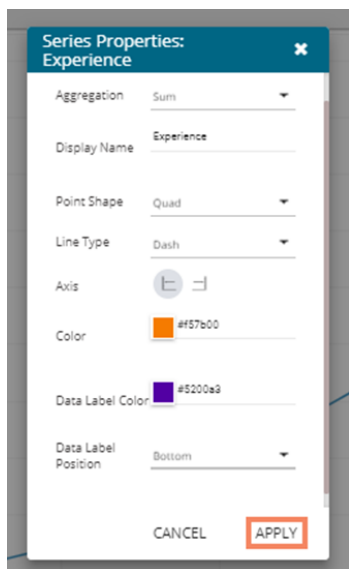 Series Properties:
Experience
Aggregation Sum
Display Name Experience
Point Shape Quad
Line Type Dash
Axis
Color #f57b00
Data Label Color #5200a3
Data Label
Position Bottom
CANCEL APPLY